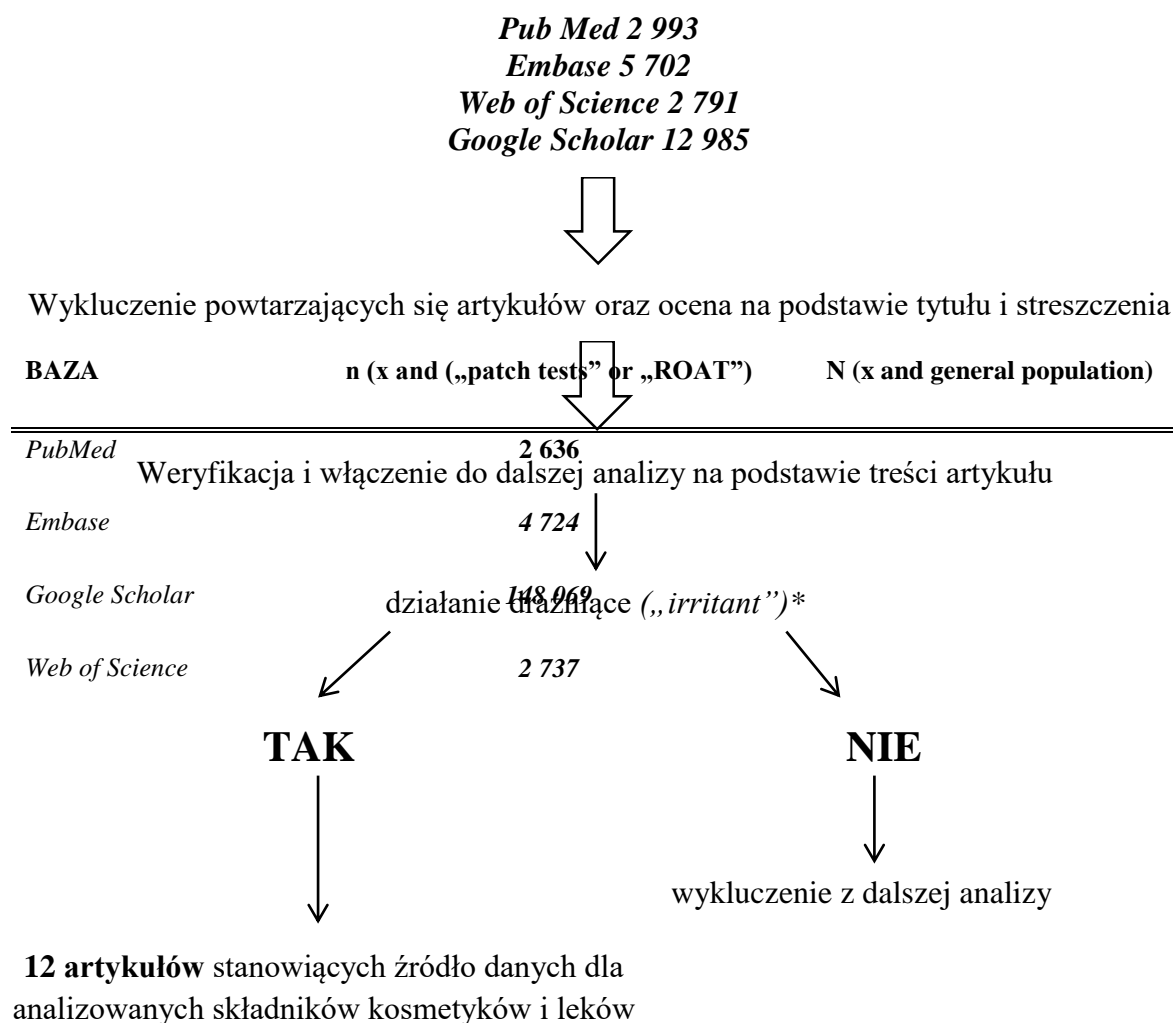 Pub Med 2 993
Embase 5 702
Web of Science 2 791
Google Scholar 12 985
Wykluczenie powtarzających się artykułów oraz ocena na podstawie tytułu i streszczenia
BAZA n (x and („patch tests” or „ROAT”) N (x and general population)
PubMed 2 636
Weryfikacja i włączenie do dalszej analizy na podstawie treści artykułu
Embase 4 724
Google Scholar 148 069
działanie drażniące („irritant”)*
Web of Science 2 737
TAK
NIE
wykluczenie z dalszej analizy
12 artykułów stanowiących źródło danych dla
analizowanych składników kosmetyków i leków